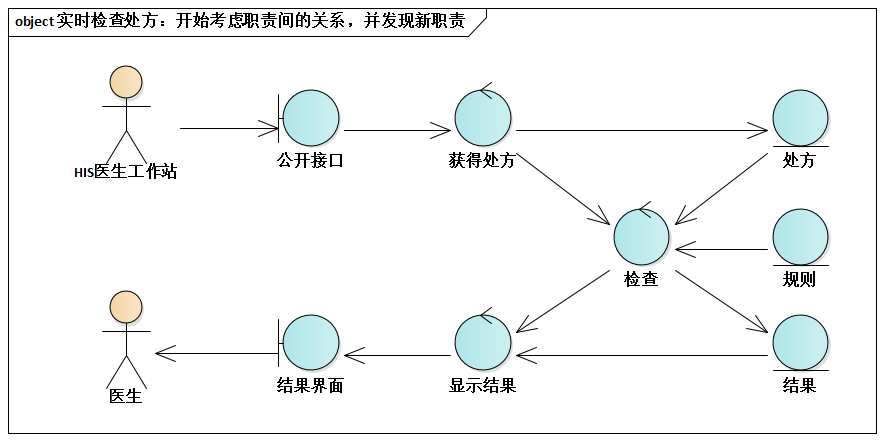 object 实时检查处方：开始考虑职责间的关系，并发现新职责
HIS医生工作站
公开接口
获得处方
处方
检查
规则
医生
结果界面
显示结果
结果